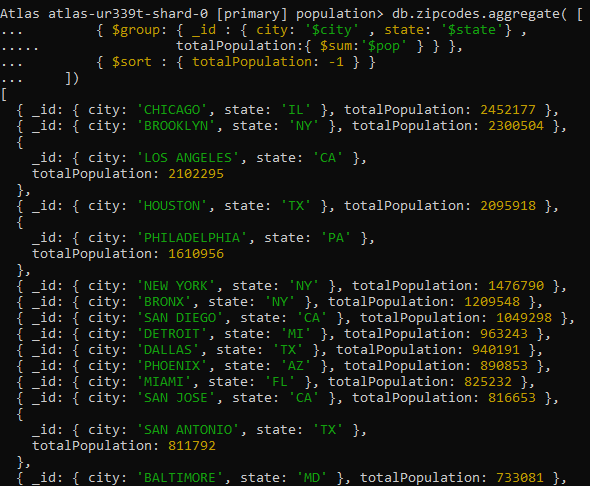 Atlas atlas-ur339t-shard-0 [primary] population> db.zipcodes.aggregate( [
...         { $group: { _id : { city: '$city' , state: '$state'} ,
.....                 totalPopulation:{ $sum:'$pop' } } },
...         { $sort : { totalPopulation: -1 } }
...     ])
[
  { _id: { city: 'CHICAGO', state: 'IL' }, totalPopulation: 2452177 },
  { _id: { city: 'BROOKLYN', state: 'NY' }, totalPopulation: 2300504 },
  {
    _id: { city: 'LOS ANGELES', state: 'CA' },
    totalPopulation: 2102295
  },
  { _id: { city: 'HOUSTON', state: 'TX' }, totalPopulation: 2095918 },
  {
    _id: { city: 'PHILADELPHIA', state: 'PA' },
    totalPopulation: 1610956
  },
  { _id: { city: 'NEW YORK', state: 'NY' }, totalPopulation: 1476790 },
  { _id: { city: 'BRONX', state: 'NY' }, totalPopulation: 1209548 },
  { _id: { city: 'SAN DIEGO', state: 'CA' }, totalPopulation: 1049298 },
  { _id: { city: 'DETROIT', state: 'MI' }, totalPopulation: 963243 },
  { _id: { city: 'DALLAS', state: 'TX' }, totalPopulation: 940191 },
  { _id: { city: 'PHOENIX', state: 'AZ' }, totalPopulation: 890853 },
  { _id: { city: 'MIAMI', state: 'FL' }, totalPopulation: 825232 },
  { _id: { city: 'SAN JOSE', state: 'CA' }, totalPopulation: 816653 },
  {
    _id: { city: 'SAN ANTONIO', state: 'TX' },
    totalPopulation: 811792
  },
  { _id: { city: 'BALTIMORE', state: 'MD' }, totalPopulation: 733081 },